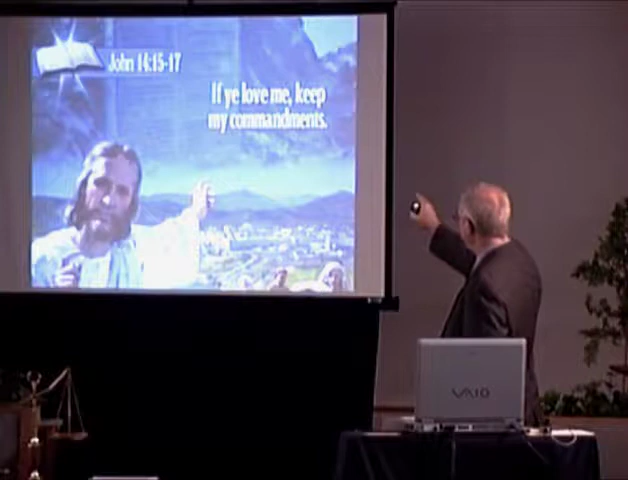 John 14:15-17
If ye love me, keep
my commandments.
VAIO